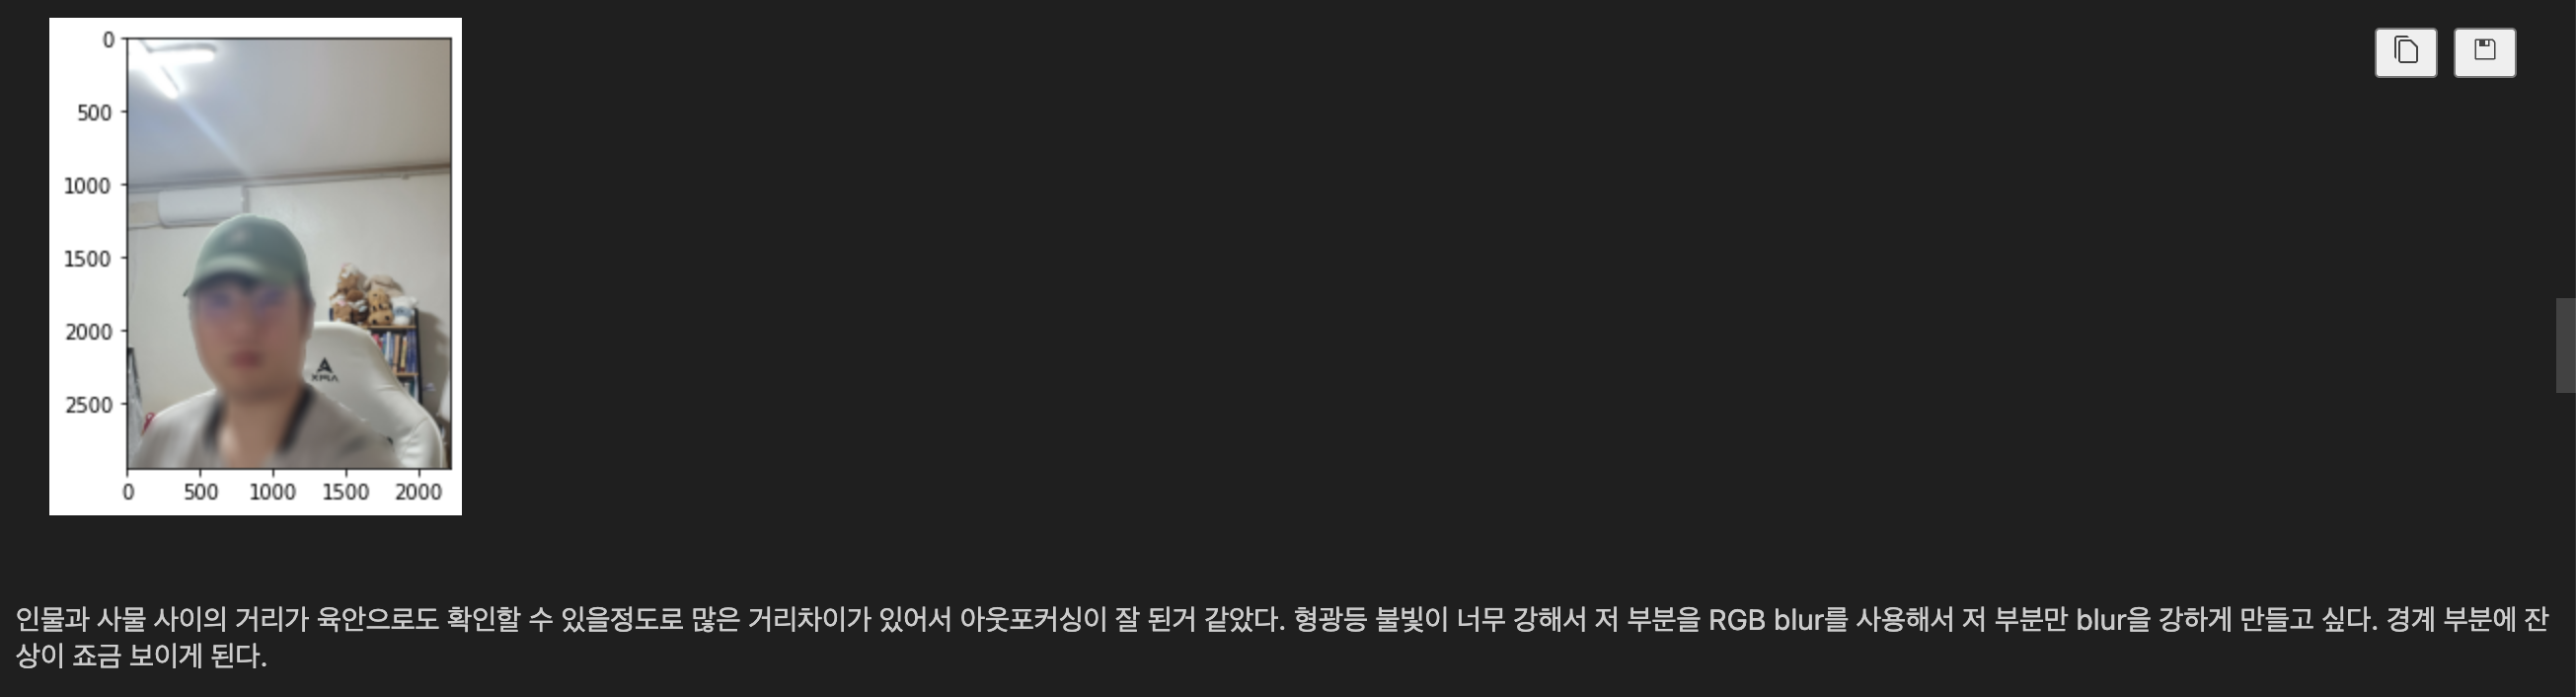 0
500
1000
1500
2000
2500
0 500 1000 1500 2000
인물과 사물 사이의 거리가 육안으로도 확인할 수 있을정도로 많은 거리차이가 있어서 아웃포커싱이 잘 된거 같았다. 형광등 불빛이 너무 강해서 저 부분을 RGB blur를 사용해서 저 부분만 blur을 강하게 만들고 싶다. 경계 부분에 잔
상이 죠금 보이게 된다.